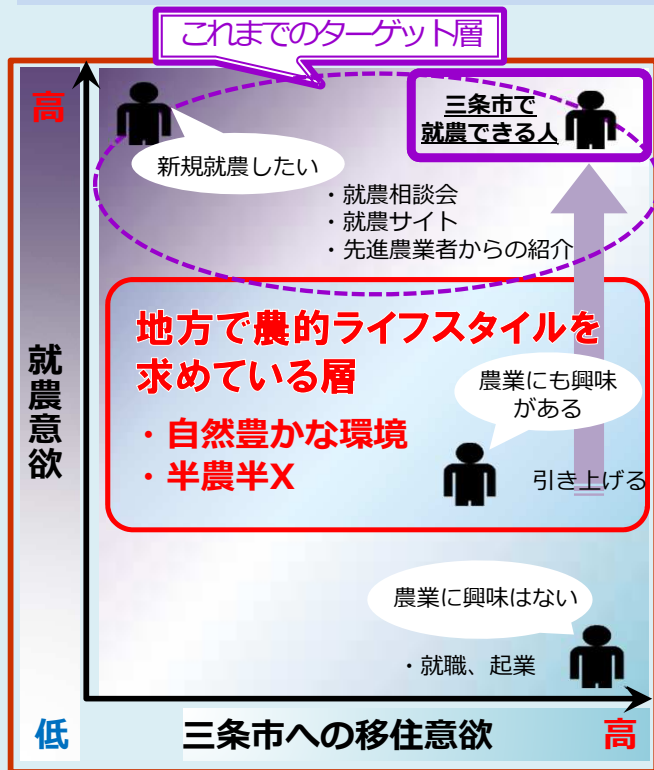 これまでのターゲット層
高
三条市で
就農できる人
新規就農したい
・就農相談会
・就農サイト
・先進農業者からの紹介
地方で農的ライフスタイルを
求めている層
・自然豊かな環境
・半農半X
農業にも興味
がある
引き上げる
就農意欲
農業に興味はない
・就職、起業
低
三条市への移住意欲
高